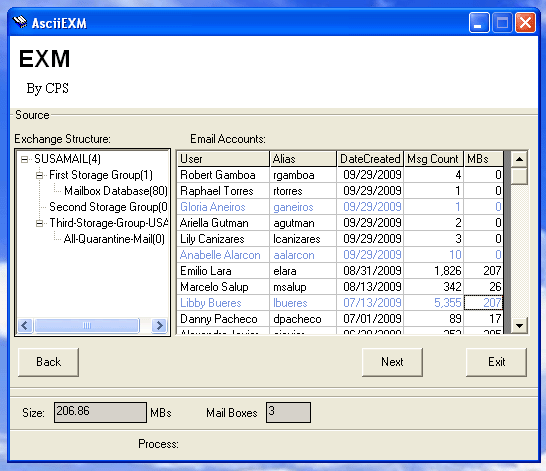 AsciiEXM
EXM
By CPS
Source
Exchange Structure:
Email Accounts:
SUSAMAIL(4)
First Storage Group(1)
Mailbox Database(80)
Second Storage Group(0
Third-Storage-Group-USA
All-Quarantine-Mail(0)
User Alias DateCreated Msg Count MBs
Robert Gamboa rgamboa 09/29/2009 4 0
Raphael Torres rtorres 09/29/2009 1 0
Gloria Aneiros ganeiros 09/29/2009 1 0
Ariella Gutman agutman 09/29/2009 2 0
Lily Canizares lcanizares 09/29/2009 3 0
Anabelle Alarcon aalarcon 09/29/2009 10 0
Emilio Lara elara 08/31/2009 1,826 207
Marcelo Salup msalup 08/13/2009 342 26
Libby Bueres lbueres 07/13/2009 5,355 207
Danny Pacheco dpacheco 07/01/2009 89 17
Back
Next
Exit
Size: 206.86 MBs Mail Boxes 3
Process: